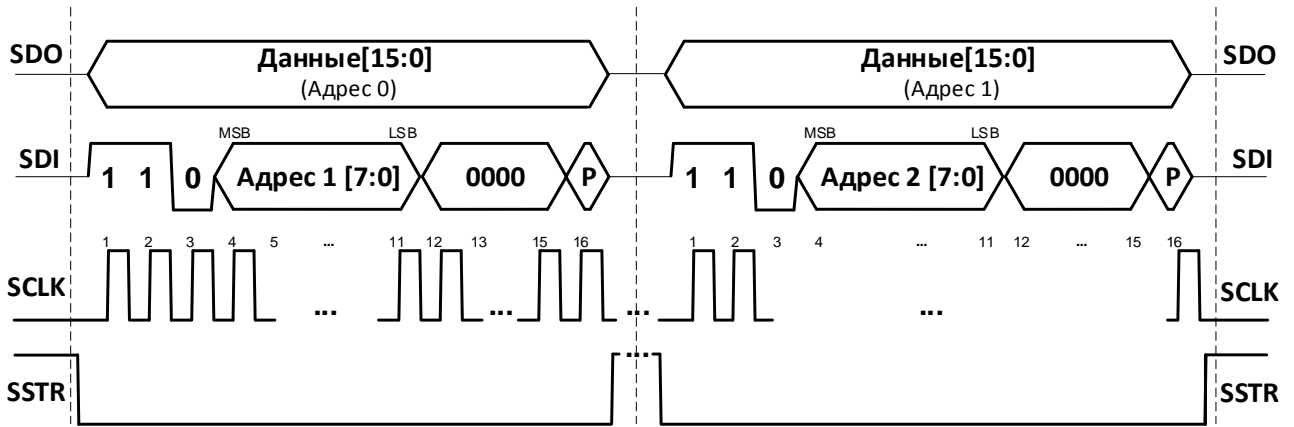 SDO Данные[15:0] Данные[15:0] SDO
(Адрес 0) (Адрес 1)
MSB LSB MSB LSB
SDI 1 1 0 Адрес 1 [7:0] 0000 P 1 1 0 Адрес 2 [7:0] 0000 P SDI
1 2 3 4 5 ... 11 12 13 15 16 1 2 3 4 ... 11 12 ... 15 16
SCLK ... ... ... ... SCLK
SSTR ... SSTR